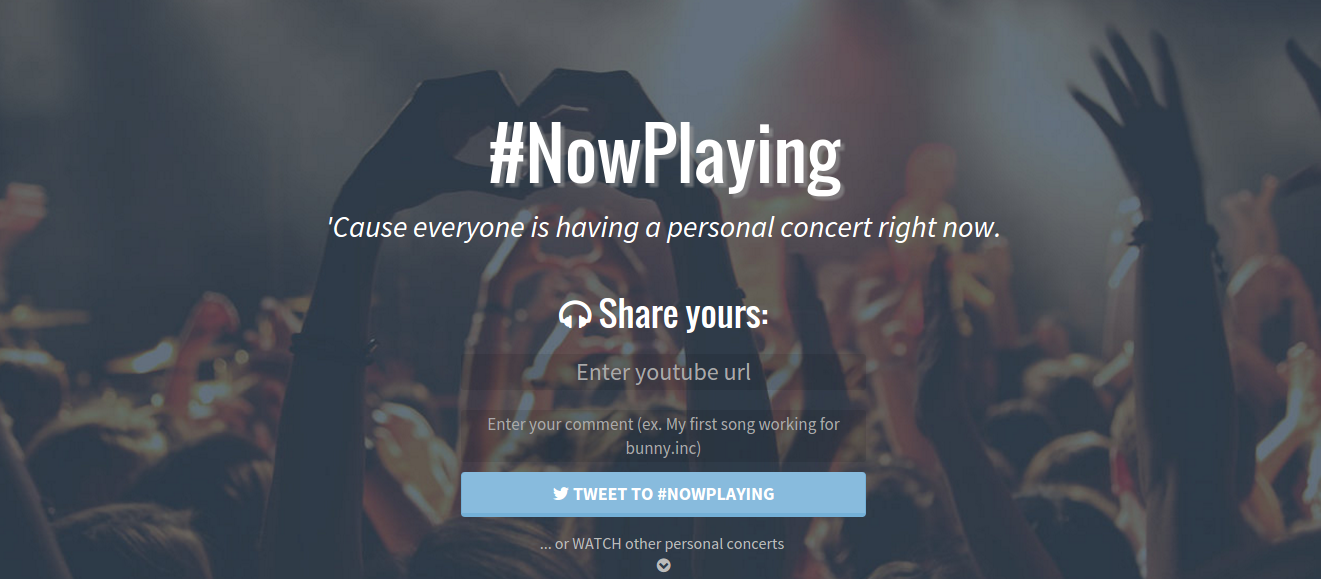 #NowPlaying
'Cause everyone is having a personal concert right now.
Share yours:
Enter youtube url
Enter your comment (ex. My first song working for
bunny.inc)
TWEET TO #NOWPLAYING
... or WATCH other personal concerts